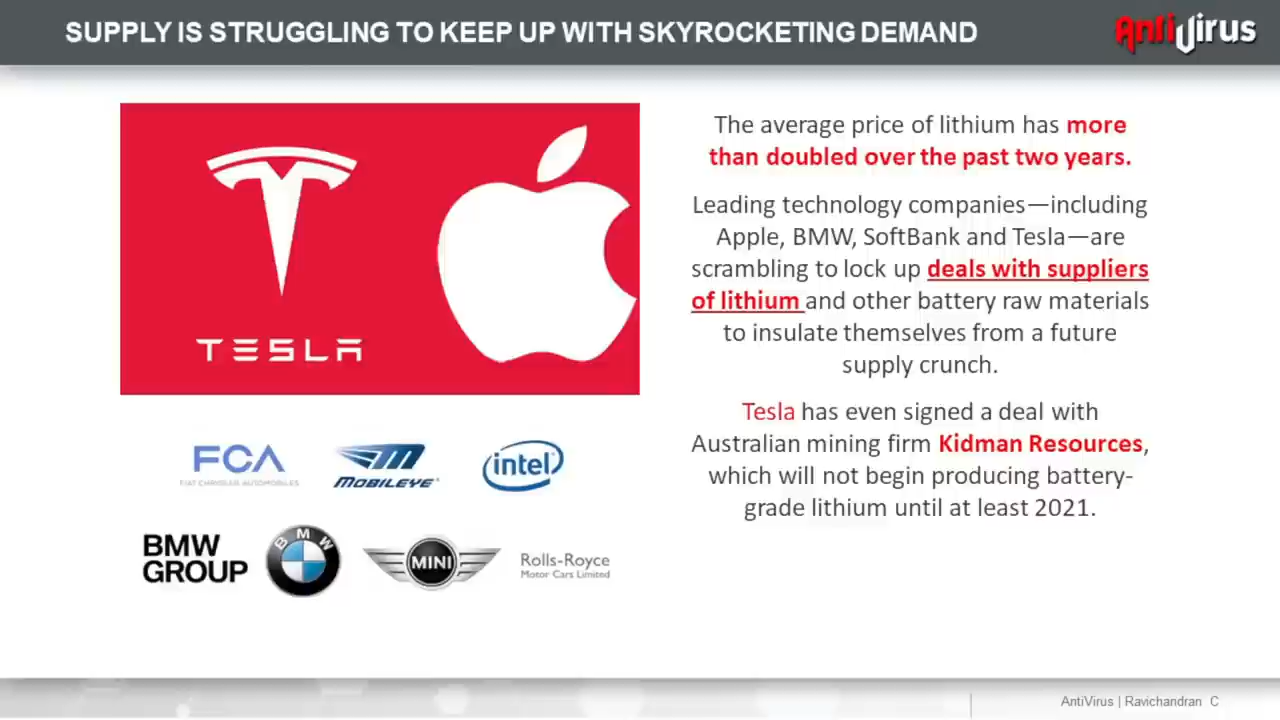 SUPPLY IS STRUGGLING TO KEEP UP WITH SKYROCKETING DEMAND
AntiVirus
TESLA
The average price of lithium has more
than doubled over the past two years.
Leading technology companies—including
Apple, BMW, SoftBank and Tesla—are
scrambling to lock up deals with suppliers
of lithium and other battery raw materials
to insulate themselves from a future
supply crunch.
Tesla has even signed a deal with
Australian mining firm Kidman Resources,
which will not begin producing battery-
grade lithium until at least 2021.
FCA
FIAT CHRYSLER AUTOMOBILES
MOBILEYE
intel
BMW
GROUP
BMW
MINI
Rolls-Royce
Motor Cars Limited
AntiVirus | Ravichandran C